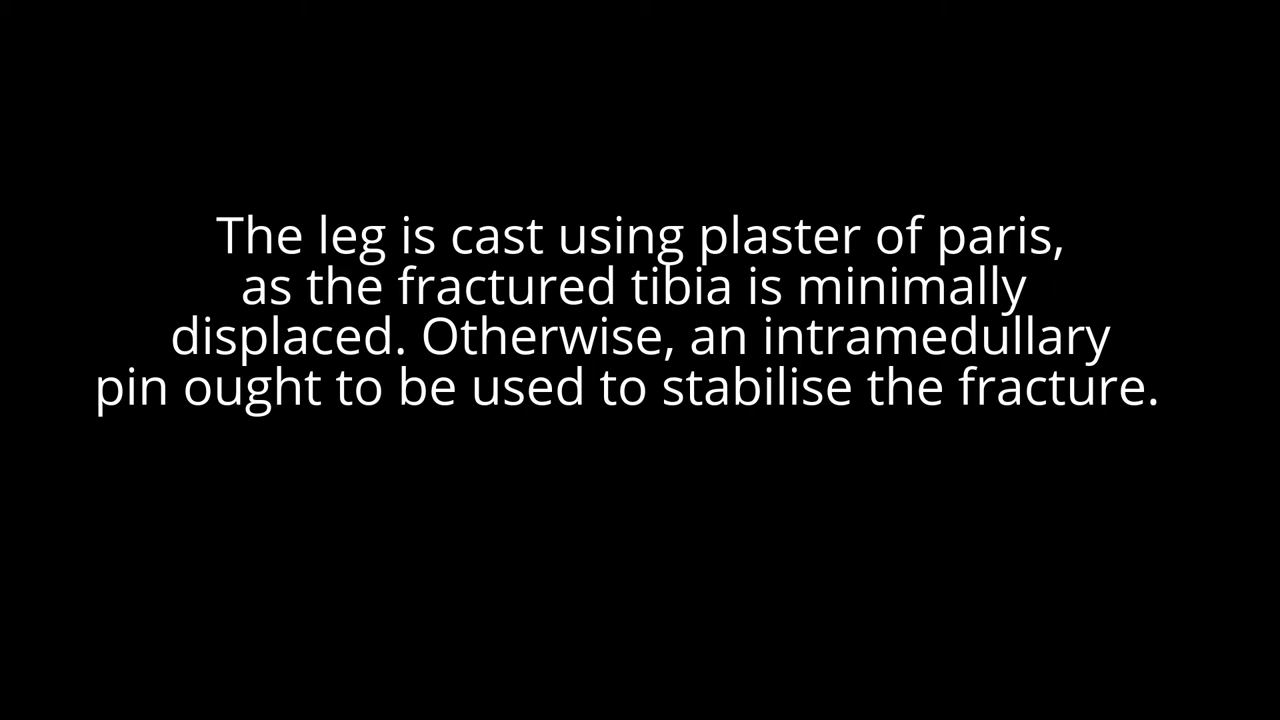 The leg is cast using plaster of paris,
as the fractured tibia is minimally
displaced. Otherwise, an intramedullary
pin ought to be used to stabilise the fracture.